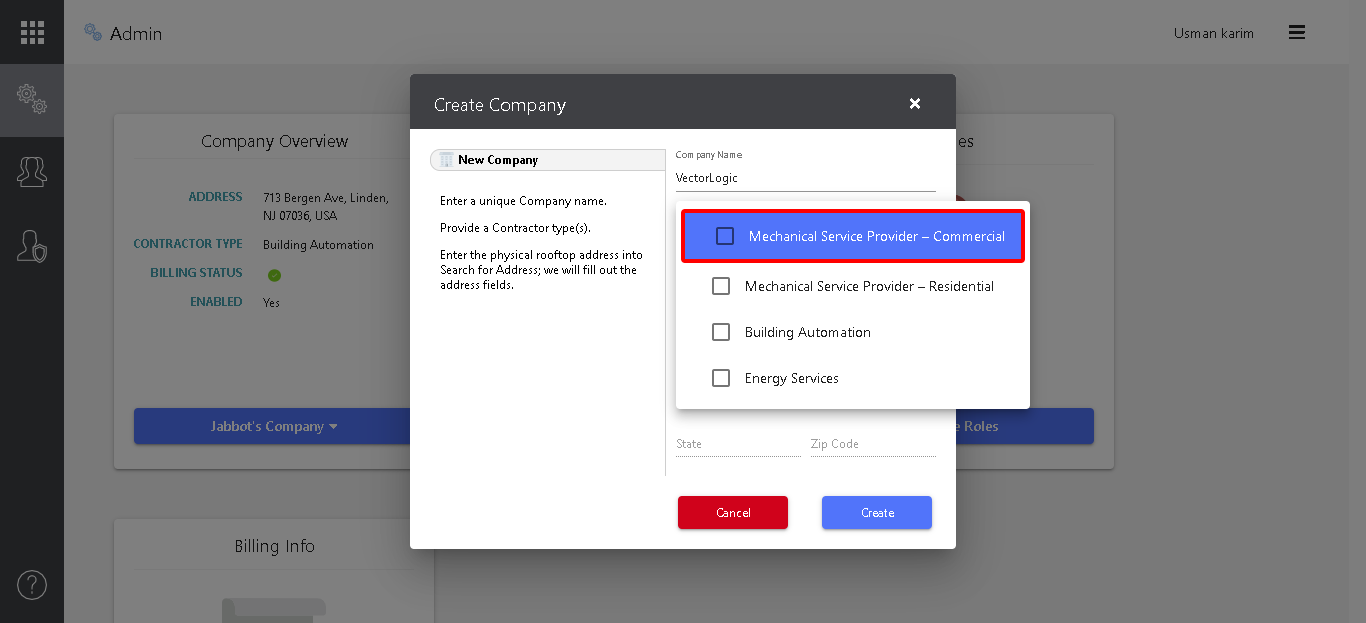 Admin
Usman karim
Company Overview
ADDRESS
713 Bergen Ave, Linden,
NJ 07036, USA
CONTRACTOR TYPE
Building Automation
BILLING STATUS
ENABLED
Yes
Jabbot's Company
Billing Info
Create Company
New Company
Enter a unique Company name.
Provide a Contractor type(s).
Enter the physical rooftop address into
Search for Address; we will fill out the
address fields.
Company Name
VectorLogic
Mechanical Service Provider – Commercial
Mechanical Service Provider – Residential
Building Automation
Energy Services
State
Zip Code
Cancel
Create
Roles
?